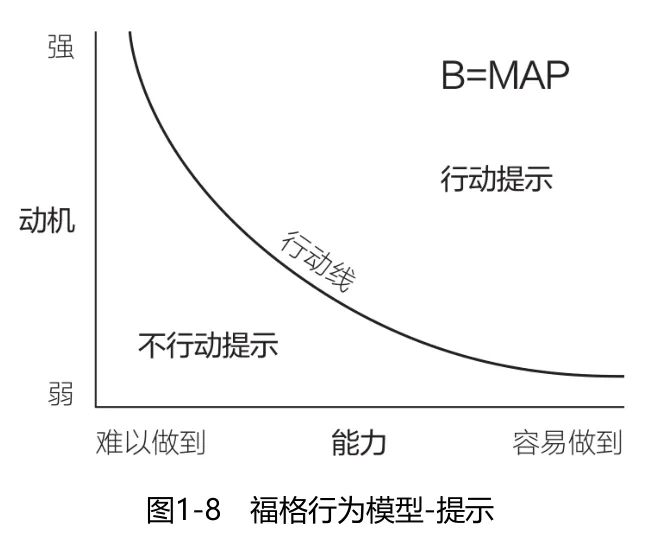 强
B=MAP
行动提示
动机
行动线
不行动提示
弱
难以做到 能力 容易做到
图1-8 福格行为模型-提示